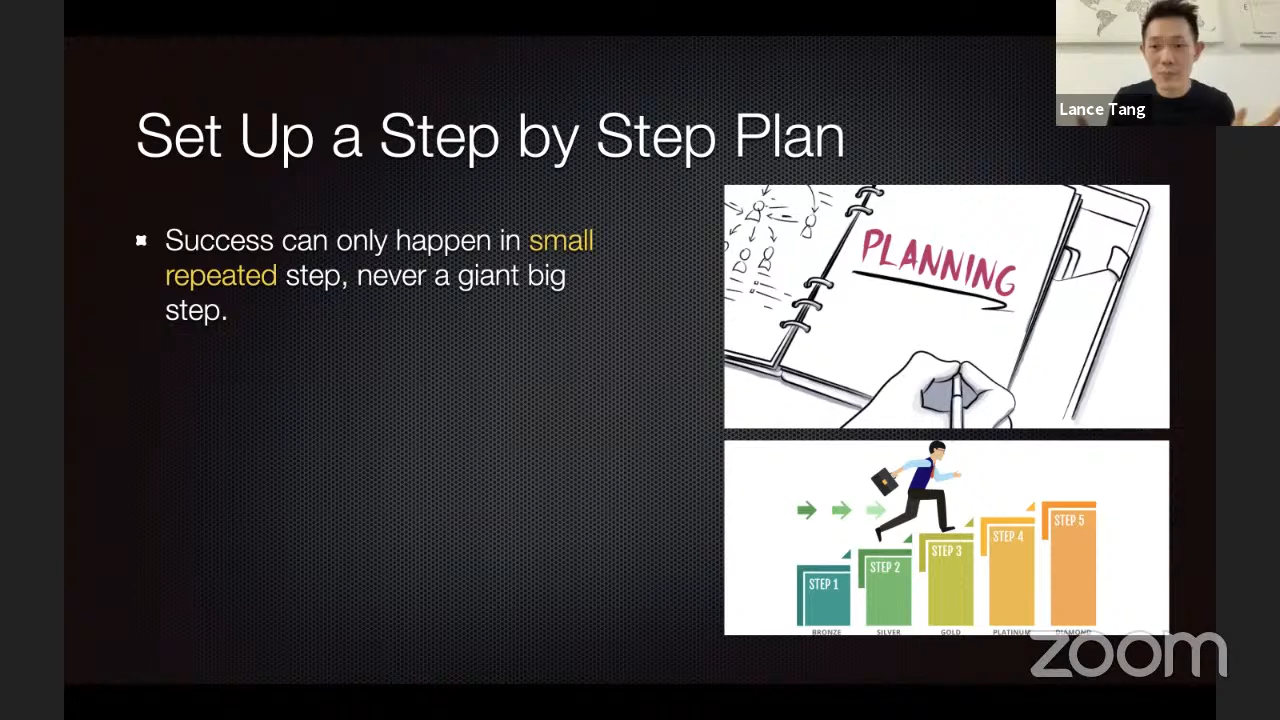 Lance Tang
Set Up a Step by Step Plan
Success can only happen in small
repeated step, never a giant big
step.
PLANNING
STEP 1
STEP 2
STEP 3
STEP 4
STEP 5
BRONZE
SILVER
GOLD
PLATINUM
DIAMOND
zoom